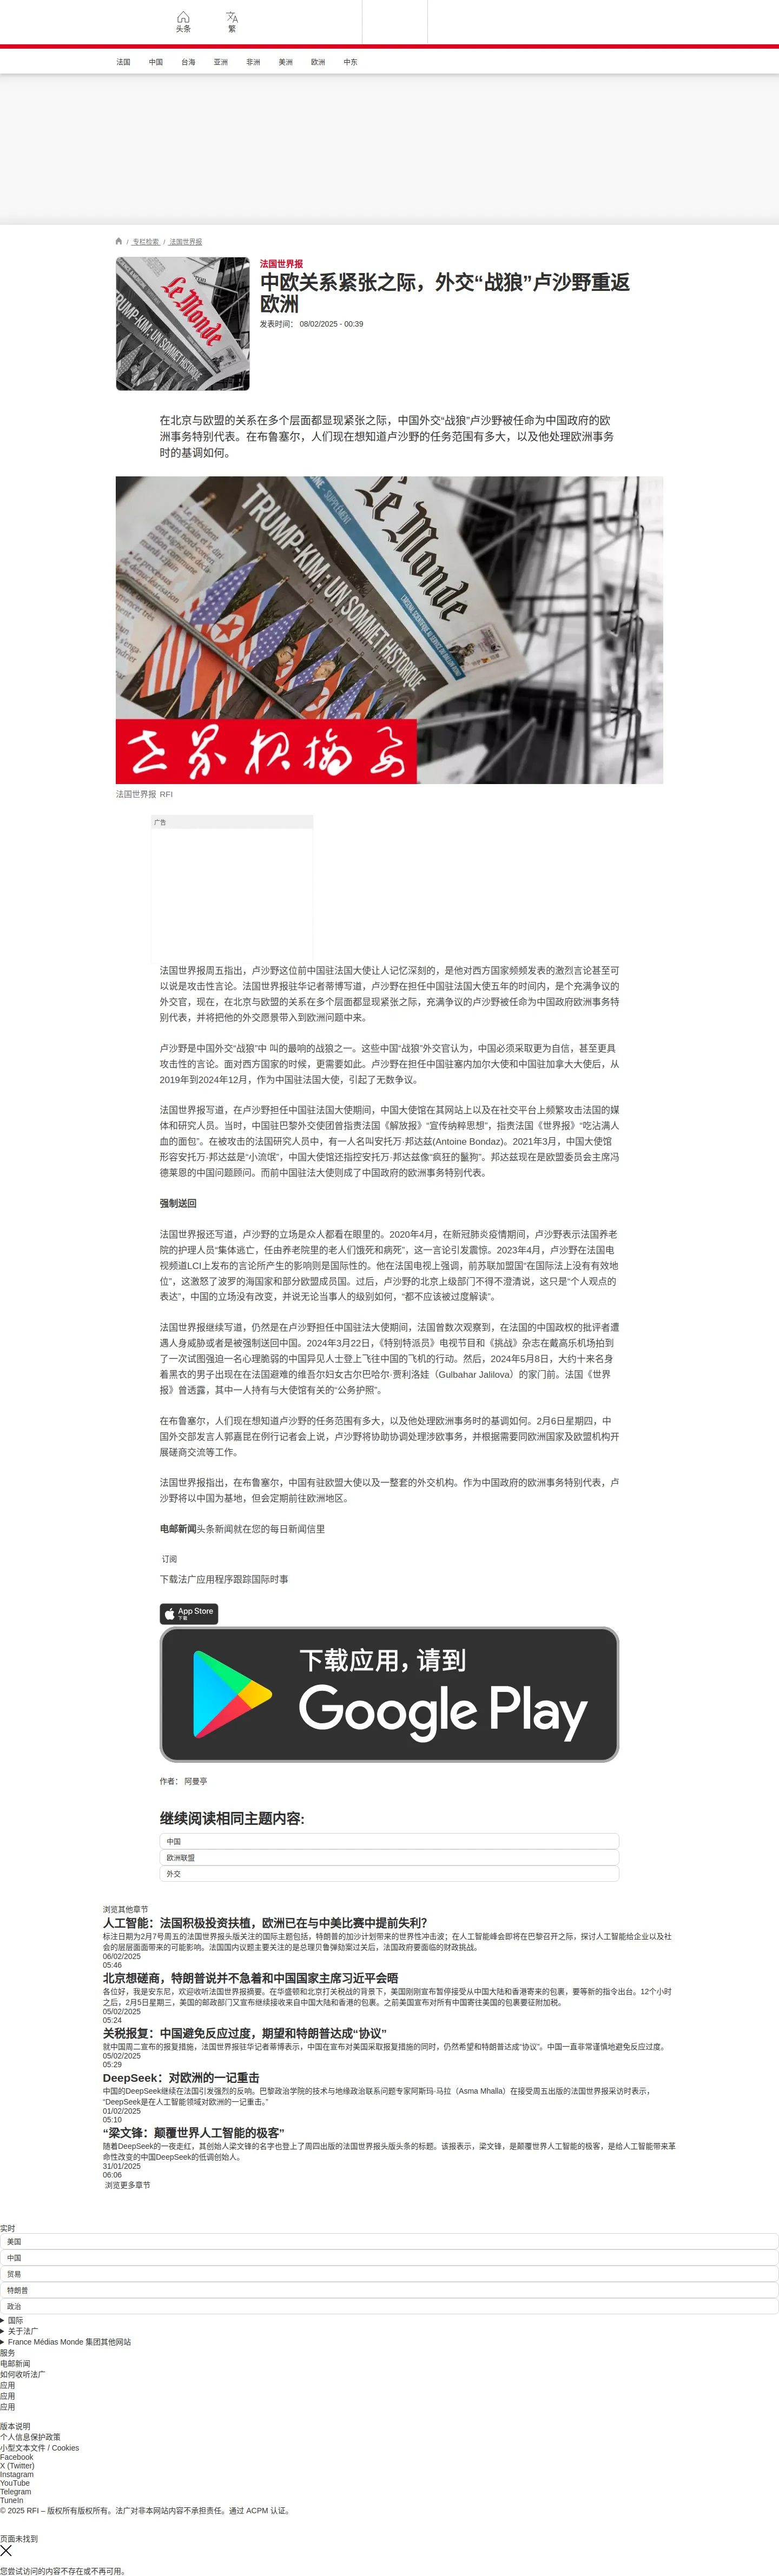 头条
繁
法国 中国 台海 亚洲 非洲 美洲 欧洲 中东
/ 专栏检索 / 法国世界报
法国世界报
中欧关系紧张之际，外交“战狼”卢沙野重返
欧洲
发表时间： 08/02/2025 - 00:39
Le Monde
TRUMP-KIM: UN SOMMET HISTORIQUE
在北京与欧盟的关系在多个层面都显现紧张之际，中国外交“战狼”卢沙野被任命为中国政府的欧
洲事务特别代表。在布鲁塞尔，人们现在想知道卢沙野的任务范围有多大，以及他处理欧洲事务
时的基调如何。
Le Monde
TRUMP-KIM: UN SOMMET HISTORIQUE
世界报摘要
法国世界报 RFI
广告
法国世界报周五指出，卢沙野这位前中国驻法国大使让人记忆深刻的，是他对西方国家频频发表的激烈言论甚至可
以说是攻击性言论。法国世界报驻华记者蒂博写道，卢沙野在担任中国驻法国大使五年的时间内，是个充满争议的
外交官，现在，在北京与欧盟的关系在多个层面都显现紧张之际，充满争议的卢沙野被任命为中国政府欧洲事务特
别代表，并将把他的外交愿景带入到欧洲问题中来。
卢沙野是中国外交“战狼”中 叫的最响的战狼之一。这些中国“战狼”外交官认为，中国必须采取更为自信，甚至更具
攻击性的言论。面对西方国家的时候，更需要如此。卢沙野在担任中国驻塞内加尔大使和中国驻加拿大大使后，从
2019年到2024年12月，作为中国驻法国大使，引起了无数争议。
法国世界报写道，在卢沙野担任中国驻法国大使期间，中国大使馆在其网站上以及在社交平台上频繁攻击法国的媒
体和研究人员。当时，中国驻巴黎外交使团曾指责法国《解放报》“宣传纳粹思想”，指责法国《世界报》“吃沾满人
血的面包”。在被攻击的法国研究人员中，有一人名叫安托万·邦达兹(Antoine Bondaz)。2021年3月，中国大使馆
形容安托万·邦达兹是“小流氓”，中国大使馆还指控安托万·邦达兹像“疯狂的鬣狗”。邦达兹现在是欧盟委员会主席冯
德莱恩的中国问题顾问。而前中国驻法大使则成了中国政府的欧洲事务特别代表。
强制送回
法国世界报还写道，卢沙野的立场是众人都看在眼里的。2020年4月，在新冠肺炎疫情期间，卢沙野表示法国养老
院的护理人员“集体逃亡，任由养老院里的老人们饿死和病死”，这一言论引发震惊。2023年4月，卢沙野在法国电
视频道LCI上发布的言论所产生的影响则是国际性的。他在法国电视上强调，前苏联加盟国“在国际法上没有有效地
位”，这激怒了波罗的海国家和部分欧盟成员国。过后，卢沙野的北京上级部门不得不澄清说，这只是“个人观点的
表达”，中国的立场没有改变，并说无论当事人的级别如何，“都不应该被过度解读”。
法国世界报继续写道，仍然是在卢沙野担任中国驻法大使期间，法国曾数次观察到，在法国的中国政权的批评者遭
遇人身威胁或者是被强制送回中国。2024年3月22日，《特别特派员》电视节目和《挑战》杂志在戴高乐机场拍到
了一次试图强迫一名心理脆弱的中国异见人士登上飞往中国的飞机的行动。然后，2024年5月8日，大约十来名身
着黑衣的男子出现在在法国避难的维吾尔妇女古尔巴哈尔·贾利洛娃（Gulbahar Jalilova）的家门前。法国《世界
报》曾透露，其中一人持有与大使馆有关的“公务护照”。
在布鲁塞尔，人们现在想知道卢沙野的任务范围有多大，以及他处理欧洲事务时的基调如何。2月6日星期四，中
国外交部发言人郭嘉昆在例行记者会上说，卢沙野将协助协调处理涉欧事务，并根据需要同欧洲国家及欧盟机构开
展磋商交流等工作。
法国世界报指出，在布鲁塞尔，中国有驻欧盟大使以及一整套的外交机构。作为中国政府的欧洲事务特别代表，卢
沙野将以中国为基地，但会定期前往欧洲地区。
电邮新闻头条新闻就在您的每日新闻信里
订阅
下载法广应用程序跟踪国际时事
App Store
下载
下载应用，请到
Google Play
作者： 阿曼亭
继续阅读相同主题内容:
中国
欧洲联盟
外交
浏览其他章节
人工智能：法国积极投资扶植，欧洲已在与中美比赛中提前失利？
标注日期为2月7号周五的法国世界报头版关注的国际主题包括，特朗普的加沙计划带来的世界性冲击波；在人工智能峰会即将在巴黎召开之际，探讨人工智能给企业以及社
会的层层面面带来的可能影响。法国国内议题主要关注的是总理贝鲁弹劾案过关后，法国政府要面临的财政挑战。
06/02/2025
05:46
北京想磋商，特朗普说并不急着和中国国家主席习近平会晤
各位好，我是安东尼，欢迎收听法国世界报摘要。在华盛顿和北京打关税战的背景下，美国刚刚宣布暂停接受从中国大陆和香港寄来的包裹，要等新的指令出台。12个小时
之后，2月5日星期三，美国的邮政部门又宣布继续接收来自中国大陆和香港的包裹。之前美国宣布对所有中国寄往美国的包裹要征附加税。
05/02/2025
05:24
关税报复：中国避免反应过度，期望和特朗普达成“协议”
就中国周二宣布的报复措施，法国世界报驻华记者蒂博表示，中国在宣布对美国采取报复措施的同时，仍然希望和特朗普达成“协议”。中国一直非常谨慎地避免反应过度。
05/02/2025
05:29
DeepSeek：对欧洲的一记重击
中国的DeepSeek继续在法国引发强烈的反响。巴黎政治学院的技术与地缘政治联系问题专家阿斯玛·马拉（Asma Mhalla）在接受周五出版的法国世界报采访时表示，
“DeepSeek是在人工智能领域对欧洲的一记重击。”
01/02/2025
05:10
“梁文锋：颠覆世界人工智能的极客”
随着DeepSeek的一夜走红，其创始人梁文锋的名字也登上了周四出版的法国世界报头版头条的标题。该报表示，梁文锋，是颠覆世界人工智能的极客，是给人工智能带来革
命性改变的中国DeepSeek的低调创始人。
31/01/2025
06:06
浏览更多章节
实时
美国
中国
贸易
特朗普
政治
国际
关于法广
France Médias Monde 集团其他网站
服务
电邮新闻
如何收听法广
应用
应用
应用
版本说明
个人信息保护政策
小型文本文件 / Cookies
Facebook
X (Twitter)
Instagram
YouTube
Telegram
TuneIn
© 2025 RFI – 版权所有版权所有。法广对非本网站内容不承担责任。通过 ACPM 认证。
页面未找到
您尝试访问的内容不存在或不再可用。